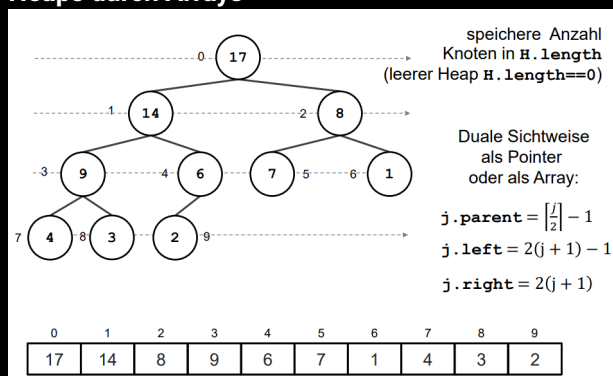 Heaps durch Arrays
speichere Anzahl
Knoten in H.length
(leerer Heap H.length==0)
0 17
1 14 2 8
Duale Sichtweise
als Pointer
oder als Array:
3 9 4 6 7 5 6 1
j.parent = ⌈j/2⌉ − 1
7 4 8 3 2 9
j.left = 2(j + 1) − 1
j.right = 2(j + 1)
0 1 2 3 4 5 6 7 8 9
17 14 8 9 6 7 1 4 3 2